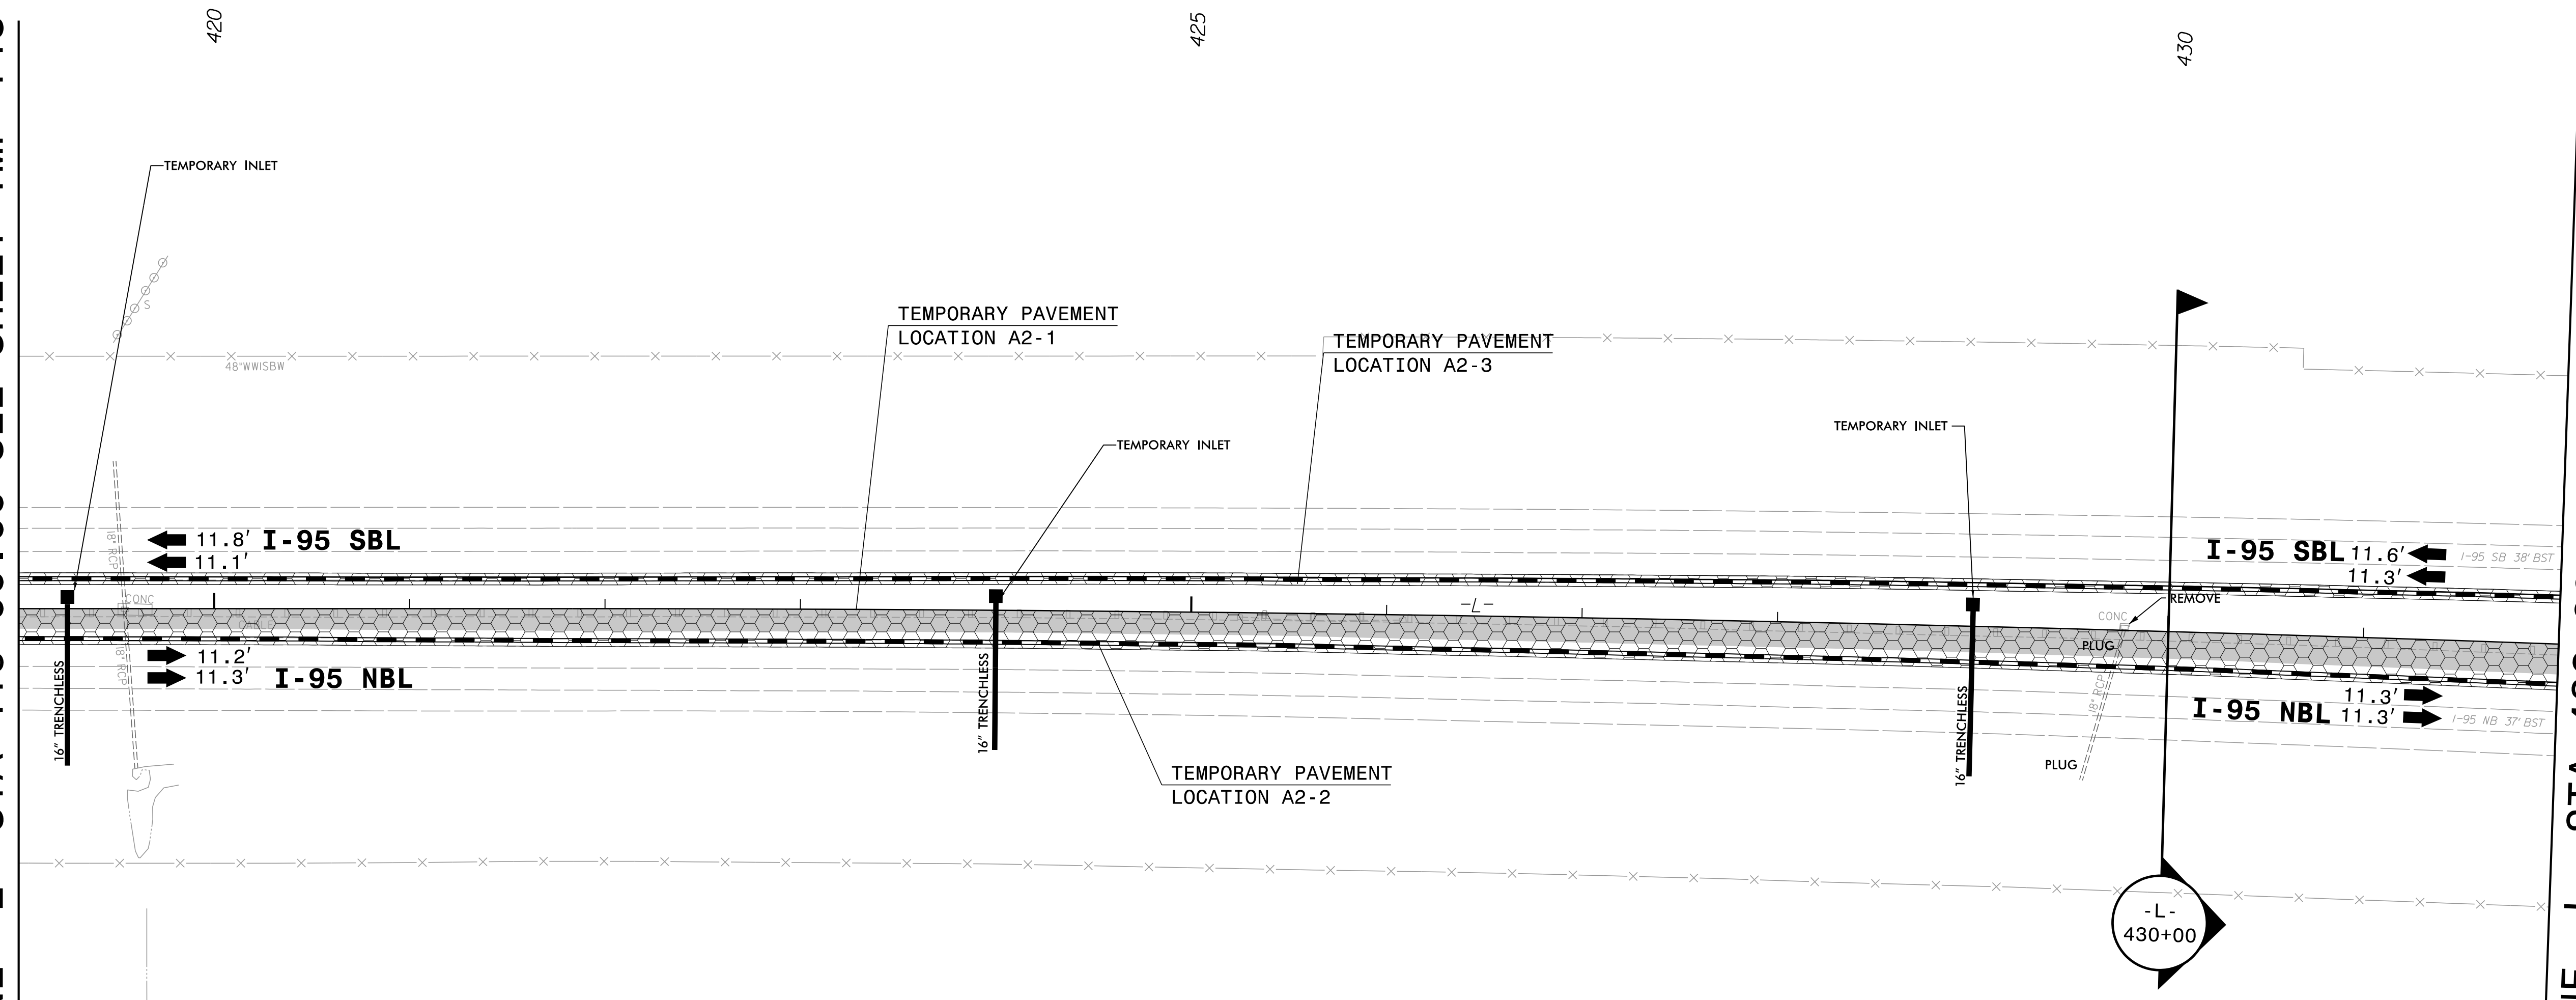 420
425
430
TEMPORARY INLET
TEMPORARY PAVEMENT
LOCATION A2-1
TEMPORARY PAVEMENT
LOCATION A2-3
48"WWISBW
S
TEMPORARY INLET
TEMPORARY INLET
18" RCP
11.8' I-95 SBL
11.1'
I-95 SBL 11.6'
11.3'
I-95 SB 38' BST
CONC
-L-
CONC
REMOVE
CABLE
PLUG
18" RCP
11.2'
11.3' I-95 NBL
11.3'
I-95 NBL 11.3'
I-95 NB 37' BST
18" RCP
16" TRENCHLESS
16" TRENCHLESS
16" TRENCHLESS
PLUG
TEMPORARY PAVEMENT
LOCATION A2-2
-L-
430+00